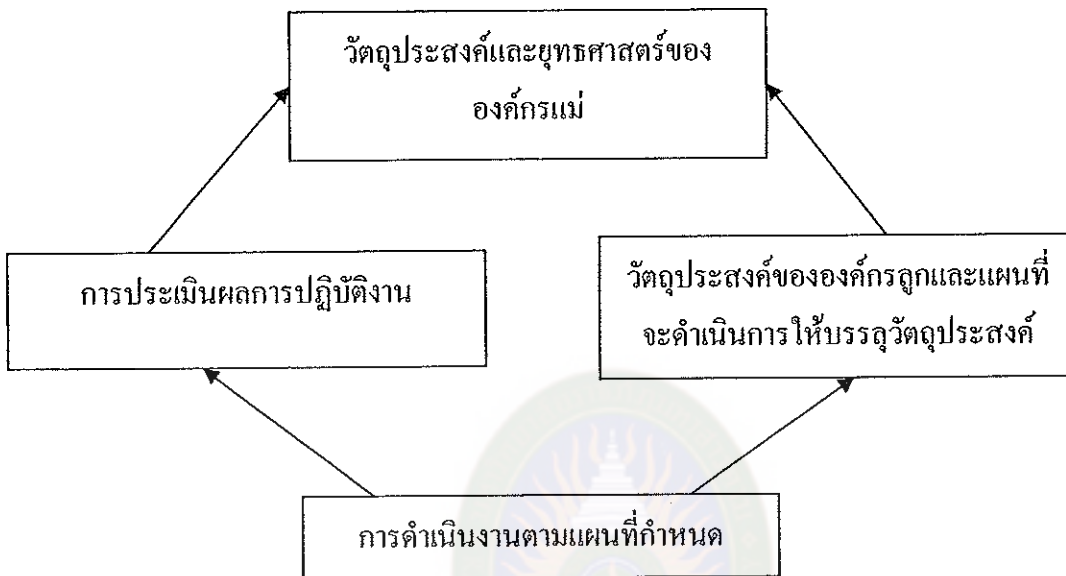 วัตถุประสงค์และยุทธศาสตร์ของ
องค์กรแม่
การประเมินผลการปฏิบัติงาน
วัตถุประสงค์ขององค์กรลูกและแผนที่
จะดำเนินการให้บรรลุวัตถุประสงค์
การดำเนินงานตามแผนที่กำหนด